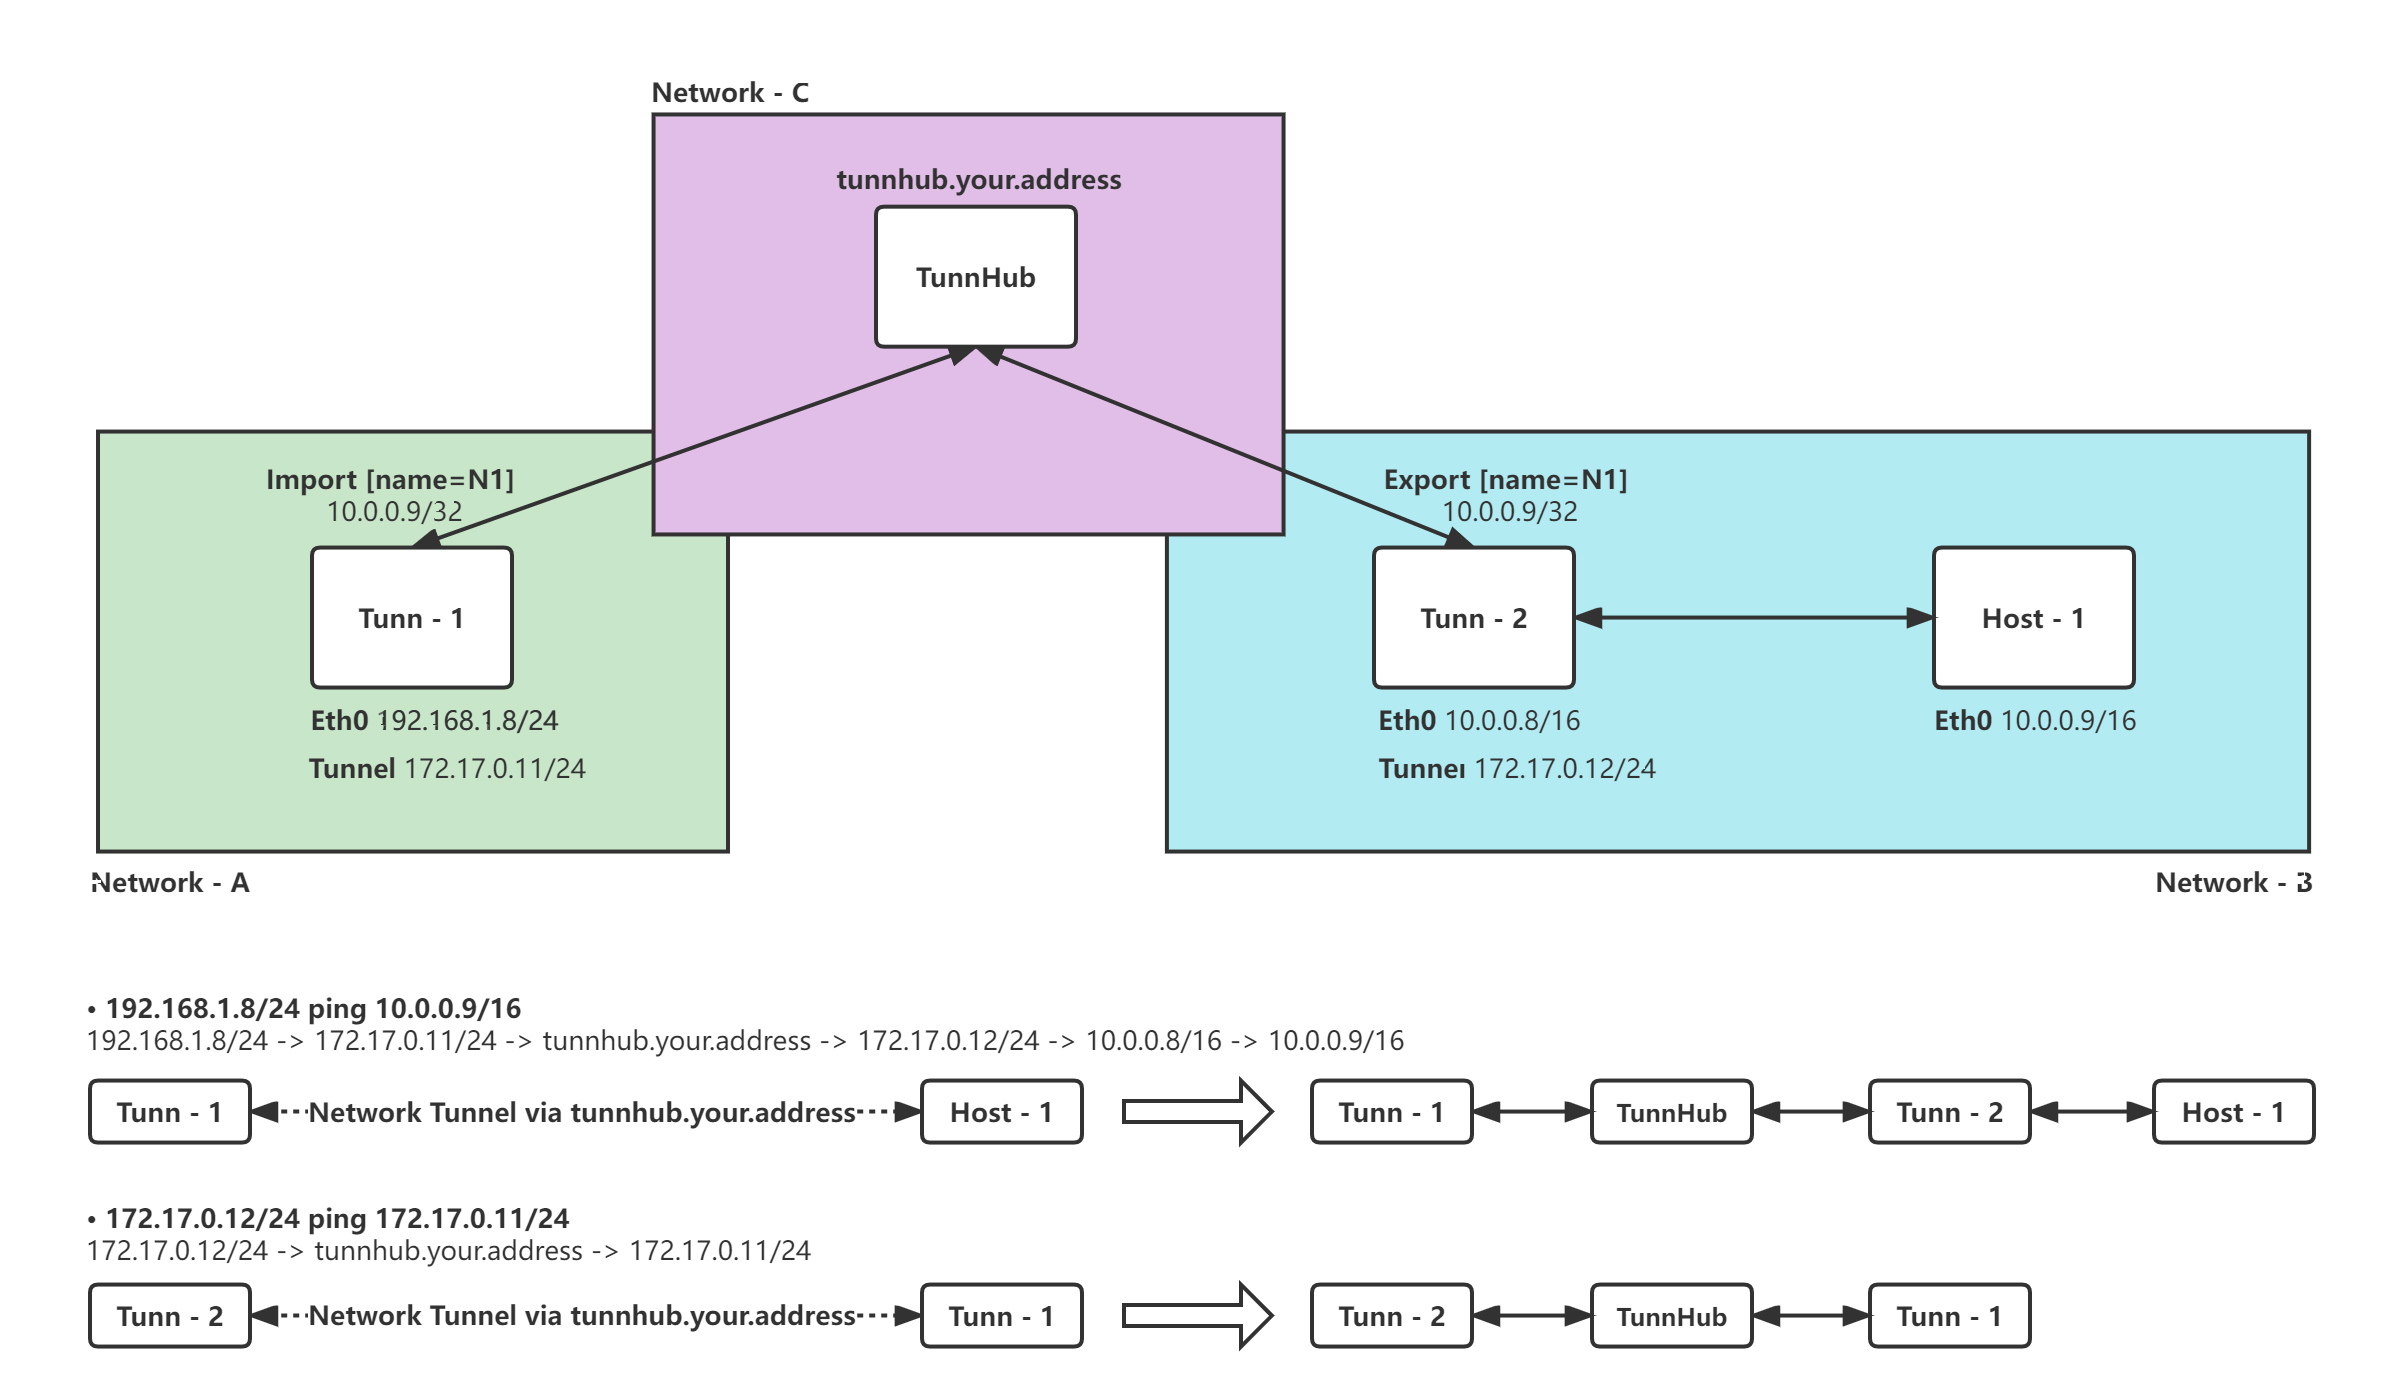 Network - C
tunnhub.your.address
TunnHub
Import [name=N1]
10.0.0.9/32
Export [name=N1]
10.0.0.9/32
Tunn - 1
Tunn - 2
Host - 1
Eth0 192.168.1.8/24
Tunnel 172.17.0.11/24
Eth0 10.0.0.8/16
Tunnel 172.17.0.12/24
Eth0 10.0.0.9/16
Network - A
Network - B
• 192.168.1.8/24 ping 10.0.0.9/16
192.168.1.8/24 -> 172.17.0.11/24 -> tunnhub.your.address -> 172.17.0.12/24 -> 10.0.0.8/16 -> 10.0.0.9/16
Tunn - 1 Network Tunnel via tunnhub.your.address Host - 1 Tunn - 1 TunnHub Tunn - 2 Host - 1
• 172.17.0.12/24 ping 172.17.0.11/24
172.17.0.12/24 -> tunnhub.your.address -> 172.17.0.11/24
Tunn - 2 Network Tunnel via tunnhub.your.address Tunn - 1 Tunn - 2 TunnHub Tunn - 1